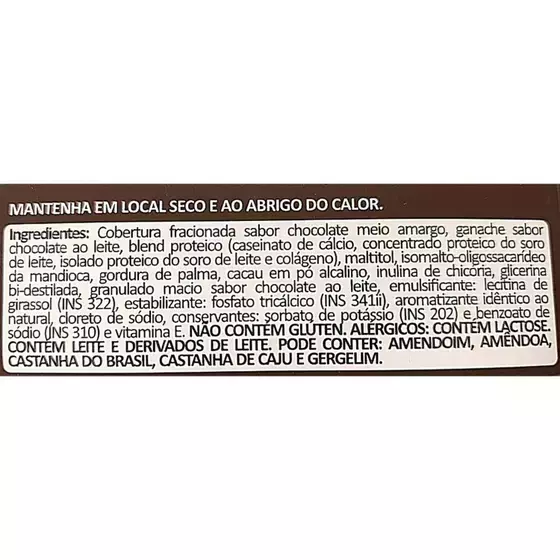 MANTENHA EM LOCAL SECO E AO ABRIGO DO CALOR.
Ingredientes: Cobertura fracionada sabor chocolate meio amargo, ganache sabor
chocolate ao leite, blend proteico (caseinato de cálcio, concentrado proteico do soro
de leite, isolado proteico do soro de leite e colágeno), maltitol, isomalto-oligossacarídeo
da mandioca, gordura de palma, cacau em pó alcalino, inulina de chicória, glicerina
bi-destilada, granulado macio sabor chocolate ao leite, emulsificante: lecitina de
girassol (INS 322), estabilizante: fosfato tricálcico (INS 341ii), aromatizante idêntico ao
natural, cloreto de sódio, conservantes: sorbato de potássio (INS 202) e benzoato de
sódio (INS 310) e vitamina E. NÃO CONTÉM GLÚTEN. ALÉRGICOS: CONTÉM LACTOSE.
CONTÉM LEITE E DERIVADOS DE LEITE. PODE CONTER: AMENDOIM, AMÊNDOA,
CASTANHA DO BRASIL, CASTANHA DE CAJU E GERGELIM.